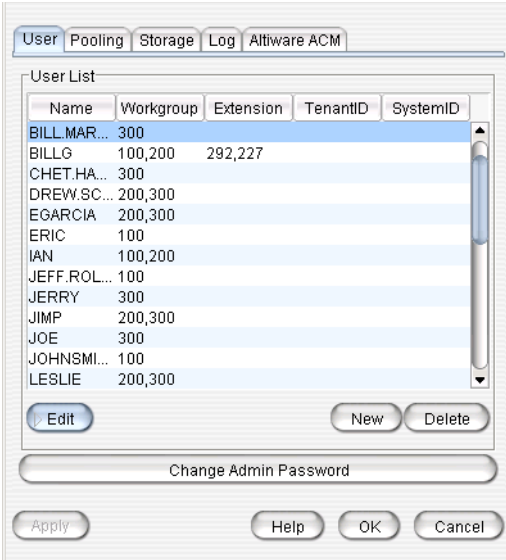 User Pooling Storage Log Altiware ACM
User List
Name Workgroup Extension TenantID SystemID
BILL.MAR... 300
BILLG 100,200 292,227
CHET.HA... 300
DREW.SC... 200,300
EGARCIA 200,300
ERIC 100
IAN 100,200
JEFF.ROL... 100
JERRY 300
JIMP 200,300
JOE 300
JOHNSMI... 100
LESLIE 200,300
Edit New Delete
Change Admin Password
Apply Help OK Cancel